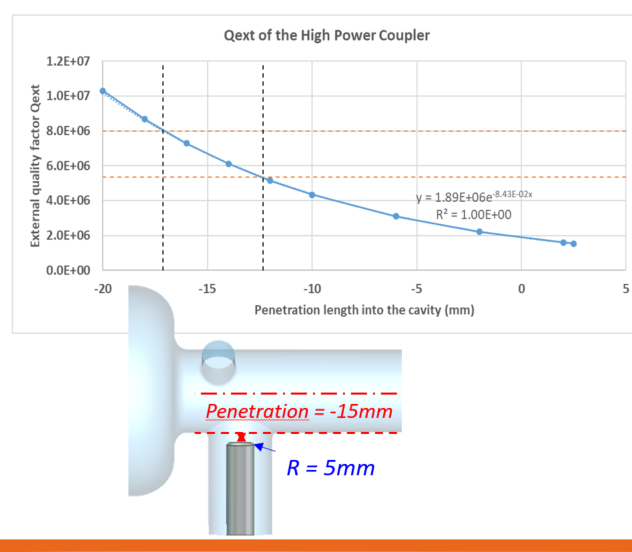 Qext of the High Power Coupler
External quality factor Qext
1.2E+07
1.0E+07
8.0E+06
6.0E+06
4.0E+06
2.0E+06
0.0E+00
y = 1.89E+06e^-8.43E-02x
R² = 1.00E+00
-20 -15 -10 -5 0 5
Penetration length into the cavity (mm)
Penetration = -15mm
R = 5mm